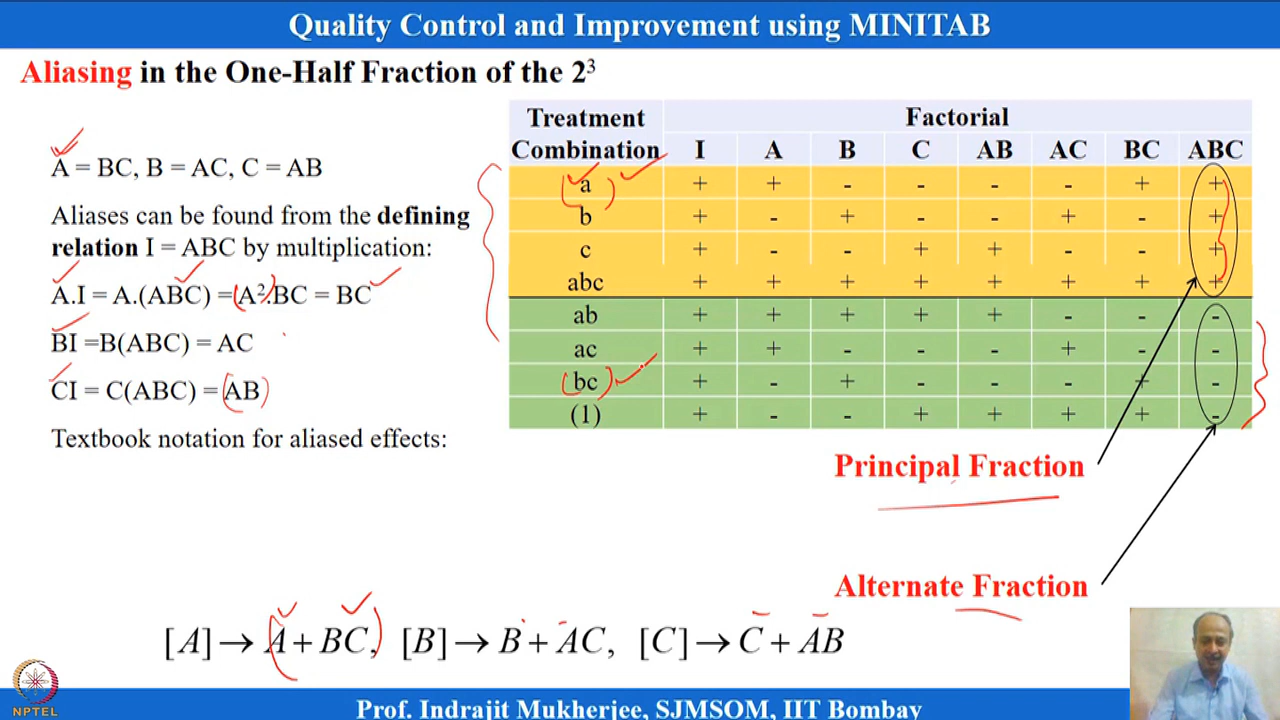 Quality Control and Improvement using MINITAB
Aliasing in the One-Half Fraction of the 2³
A = BC, B = AC, C = AB
Aliases can be found from the defining
relation I = ABC by multiplication:
A.I = A.(ABC) = A².BC = BC
BI =B(ABC) = AC
CI = C(ABC) = AB
Textbook notation for aliased effects:
Treatment Combination Factorial
I A B C AB AC BC ABC
a + + - - - - + +
b + - + - - + - +
c + - - + + - - +
abc + + + + + + + +
ab + + + + + - - -
ac + + - - - + - -
bc + - + - - - + -
(1) + - - + + + + -
Principal Fraction
Alternate Fraction
[A] → A + BC, [B] → B + AC, [C] → C + AB
NPTEL
Prof. Indrajit Mukherjee, SJMSOM, IIT Bombay